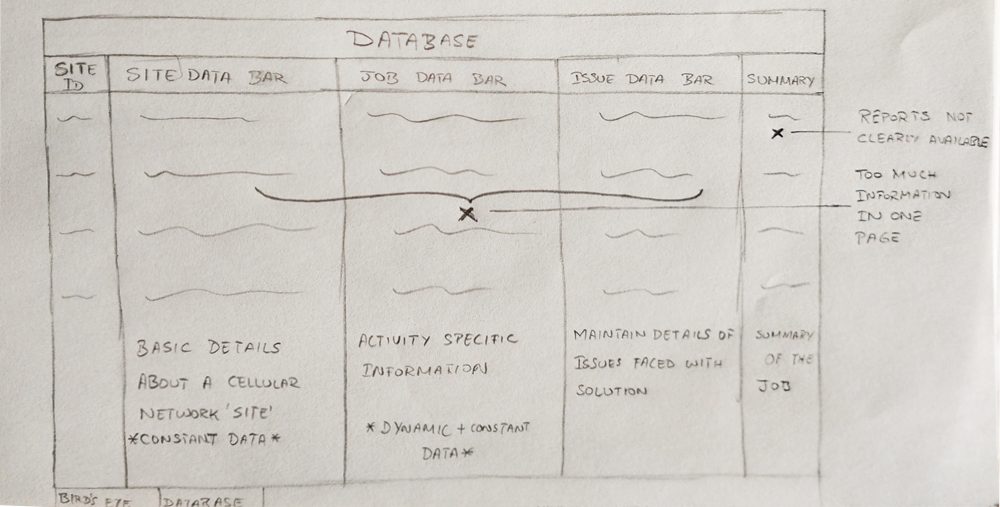 DATABASE
SITE ID
SITE DATA BAR
JOB DATA BAR
ISSUE DATA BAR
SUMMARY
REPORTS NOT
CLEARLY AVAILABLE
TOO MUCH
INFORMATION
IN ONE
PAGE
BASIC DETAILS
ABOUT A CELLULAR
NETWORK 'SITE'
*CONSTANT DATA*
ACTIVITY SPECIFIC
INFORMATION
* DYNAMIC + CONSTANT
DATA*
MAINTAIN DETAILS OF
ISSUES FACED WITH
SOLUTION
SUMMARY
OF THE
JOB
BIRD'S EYE
DATABASE